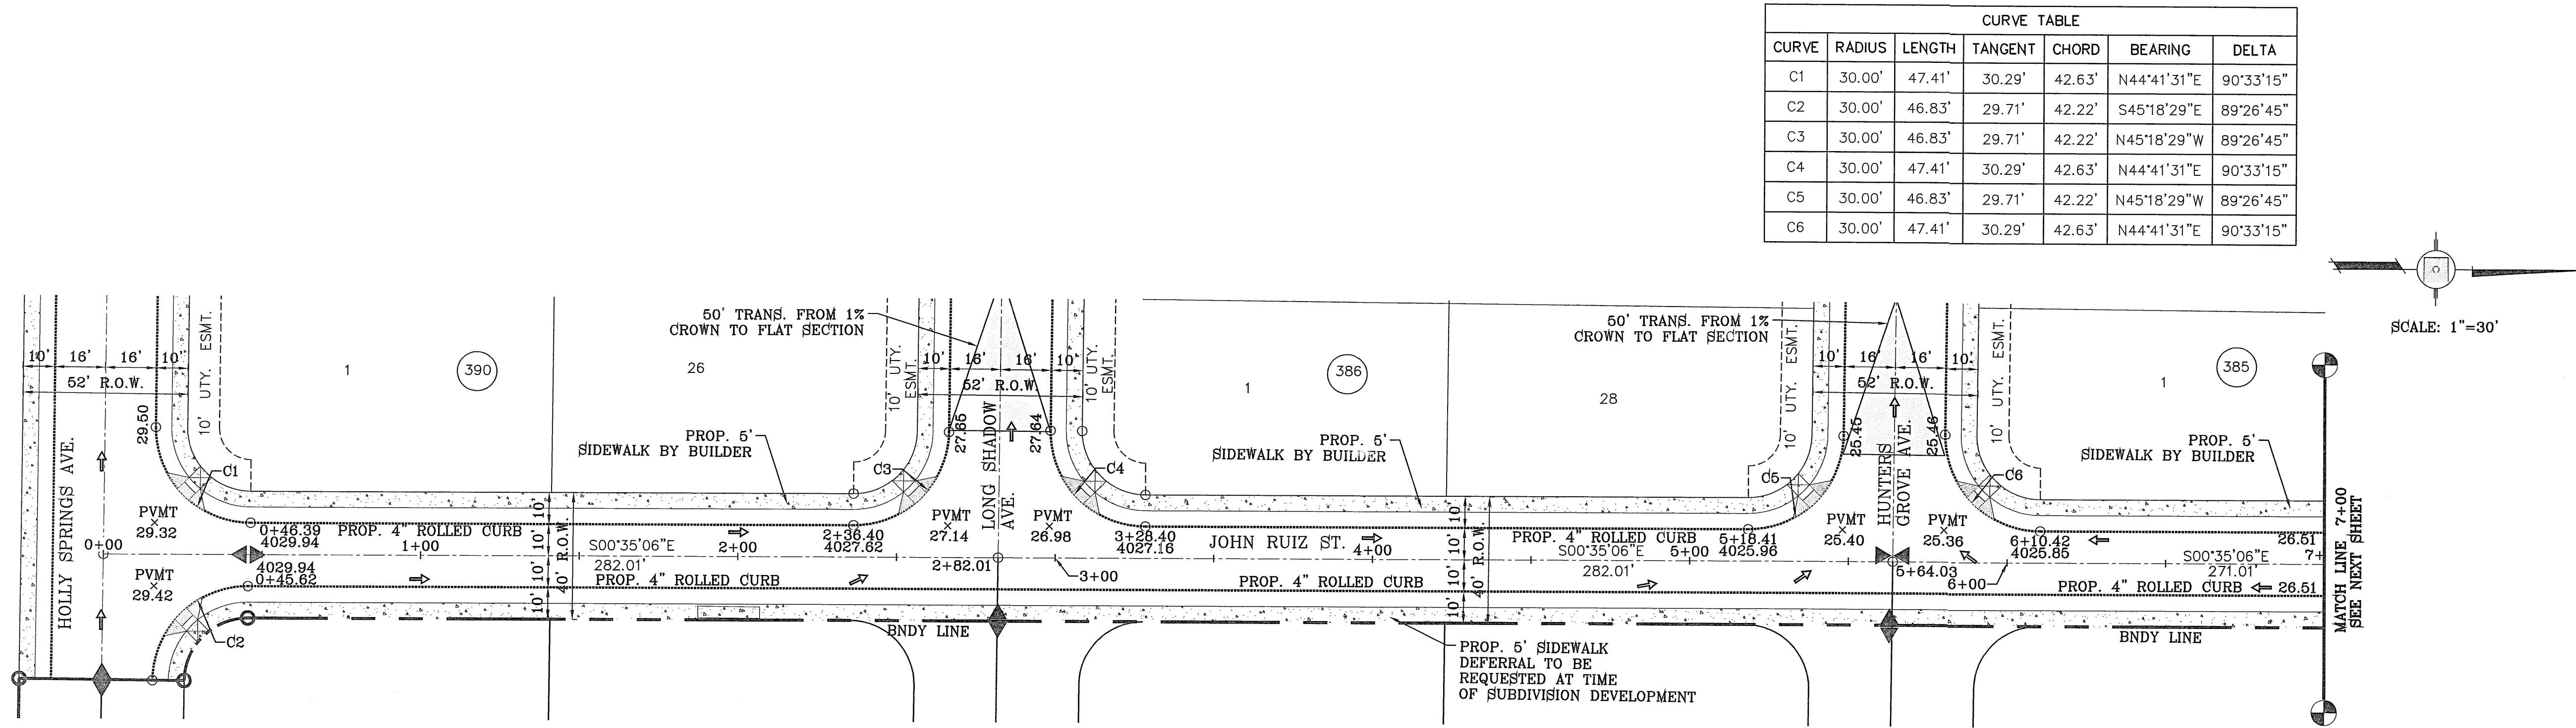 CURVE TABLE
CURVE RADIUS LENGTH TANGENT CHORD BEARING DELTA
C1 30.00' 47.41' 30.29' 42.63' N44°41'31"E 90°33'15"
C2 30.00' 46.83' 29.71' 42.22' S45°18'29"E 89°26'45"
C3 30.00' 46.83' 29.71' 42.22' N45°18'29"W 89°26'45"
C4 30.00' 47.41' 30.29' 42.63' N44°41'31"E 90°33'15"
C5 30.00' 46.83' 29.71' 42.22' N45°18'29"W 89°26'45"
C6 30.00' 47.41' 30.29' 42.63' N44°41'31"E 90°33'15"
SCALE: 1"=30'
10' 16' 16' 10'
52' R.O.W.
10' UTY. ESMT.
29.50
HOLLY SPRINGS AVE.
1
390
26
50' TRANS. FROM 1%
CROWN TO FLAT SECTION
PROP. 5'
SIDEWALK BY BUILDER
10' UTY.
ESMT.
10' 16' 16' 10'
52' R.O.W.
27.65
27.64
LONG SHADOW
AVE.
10' UTY.
ESMT.
1
386
28
50' TRANS. FROM 1%
CROWN TO FLAT SECTION
PROP. 5'
SIDEWALK BY BUILDER
10' UTY. ESMT.
10' 16' 16' 10'
52' R.O.W.
25.45
25.46
HUNTERS
GROVE AVE.
10' UTY. ESMT.
1
385
PROP. 5'
SIDEWALK BY BUILDER
C1
C3
C4
C5
C6
PVMT
29.32
0+46.39
4029.94
PROP. 4" ROLLED CURB
10'
10'
10'
10'
40' R.O.W.
2+36.40
4027.62
PVMT
27.14
PVMT
26.98
3+28.40
4027.16
JOHN RUIZ ST.
10'
10'
10'
10'
40' R.O.W.
PROP. 4" ROLLED CURB
5+18.41
4025.96
PVMT
25.40
PVMT
25.36
6+10.42
4025.85
26.51
0+00
1+00
S00°35'06"E
282.01'
2+00
2+82.01
3+00
4+00
S00°35'06"E
282.01'
5+00
5+64.03
6+00
S00°35'06"E
271.01'
7+
PVMT
29.42
4029.94
0+45.62
PROP. 4" ROLLED CURB
PROP. 4" ROLLED CURB
PROP. 4" ROLLED CURB
26.51
C2
BNDY LINE
BNDY LINE
PROP. 5' SIDEWALK
DEFERRAL TO BE
REQUESTED AT TIME
OF SUBDIVISION DEVELOPMENT
MATCH LINE 7+00
SEE NEXT SHEET